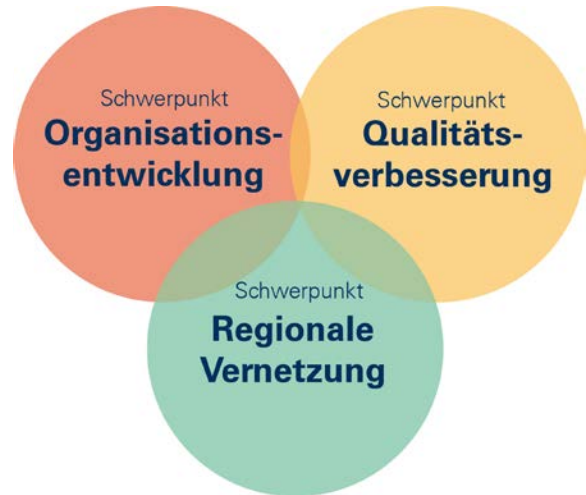 Schwerpunkt
Organisations-
entwicklung
Schwerpunkt
Qualitäts-
verbesserung
Schwerpunkt
Regionale
Vernetzung